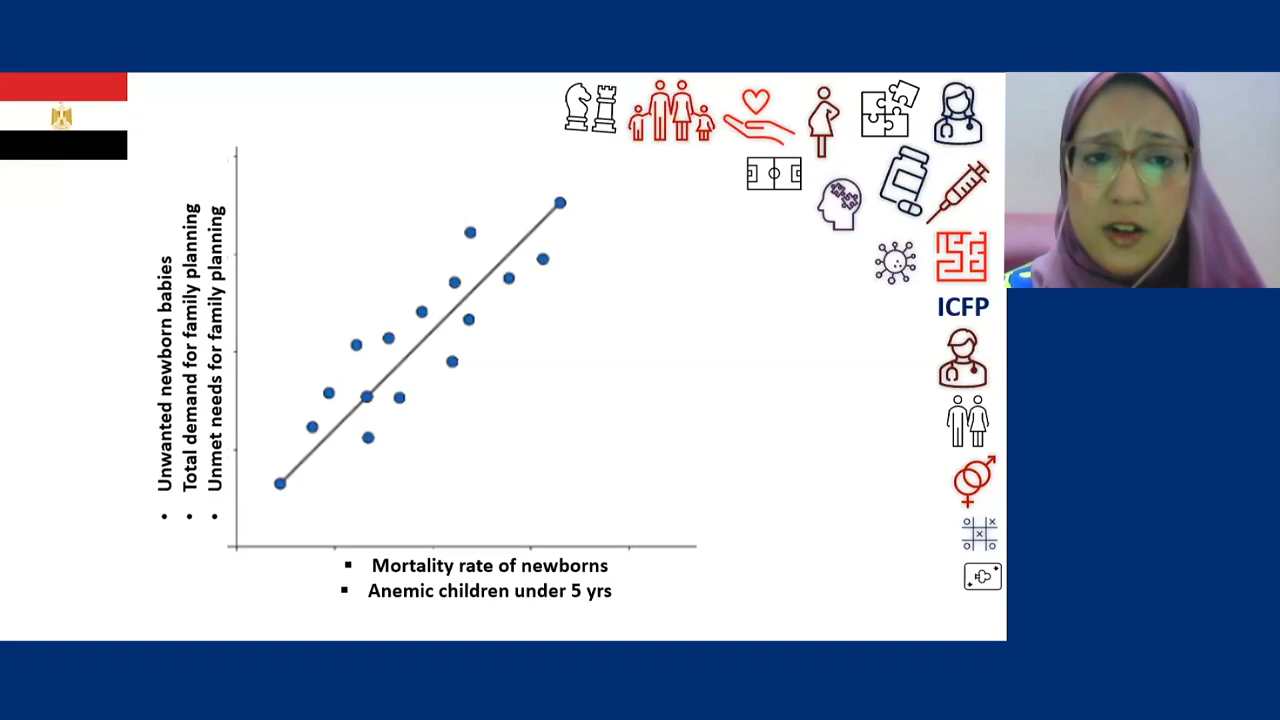 • Unwanted newborn babies
• Total demand for family planning
• Unmet needs for family planning
▪ Mortality rate of newborns
▪ Anemic children under 5 yrs
ICFP